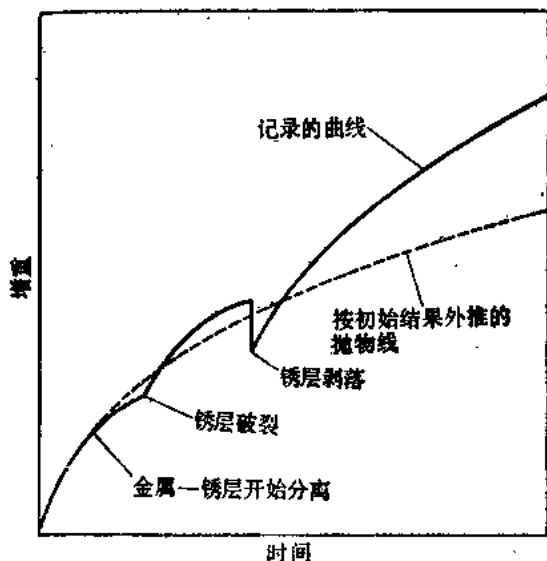 记录的曲线
增重
按初始结果外推的
抛物线
锈层剥落
锈层破裂
金属—锈层开始分离
时间